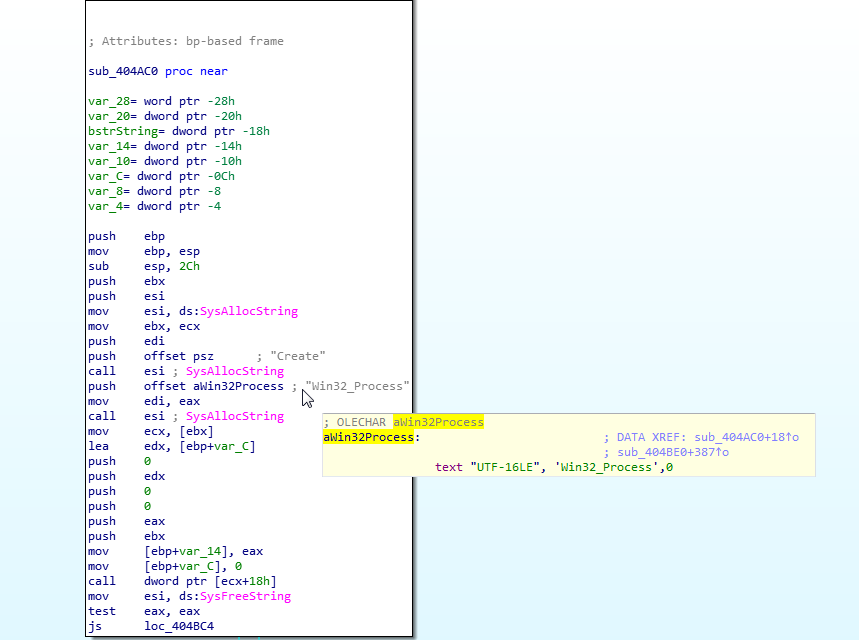 ; Attributes: bp-based frame
sub_404AC0 proc near
var_28= word ptr -28h
var_20= dword ptr -20h
bstrString= dword ptr -18h
var_14= dword ptr -14h
var_10= dword ptr -10h
var_C= dword ptr -0Ch
var_8= dword ptr -8
var_4= dword ptr -4
push ebp
mov ebp, esp
sub esp, 2Ch
push ebx
push esi
mov esi, ds:SysAllocString
mov ebx, ecx
push edi
push offset psz ; "Create"
call esi ; SysAllocString
push offset aWin32Process ; "Win32_Process"
mov edi, eax
call esi ; SysAllocString
mov ecx, [ebx]
lea edx, [ebp+var_C]
push 0
push edx
push 0
push 0
push eax
push ebx
mov [ebp+var_14], eax
mov [ebp+var_C], 0
call dword ptr [ecx+18h]
mov esi, ds:SysFreeString
test eax, eax
js loc_404BC4
; OLECHAR aWin32Process
aWin32Process: ; DATA XREF: sub_404AC0+18↑o
; sub_404BE0+387↑o
text "UTF-16LE", 'Win32_Process',0